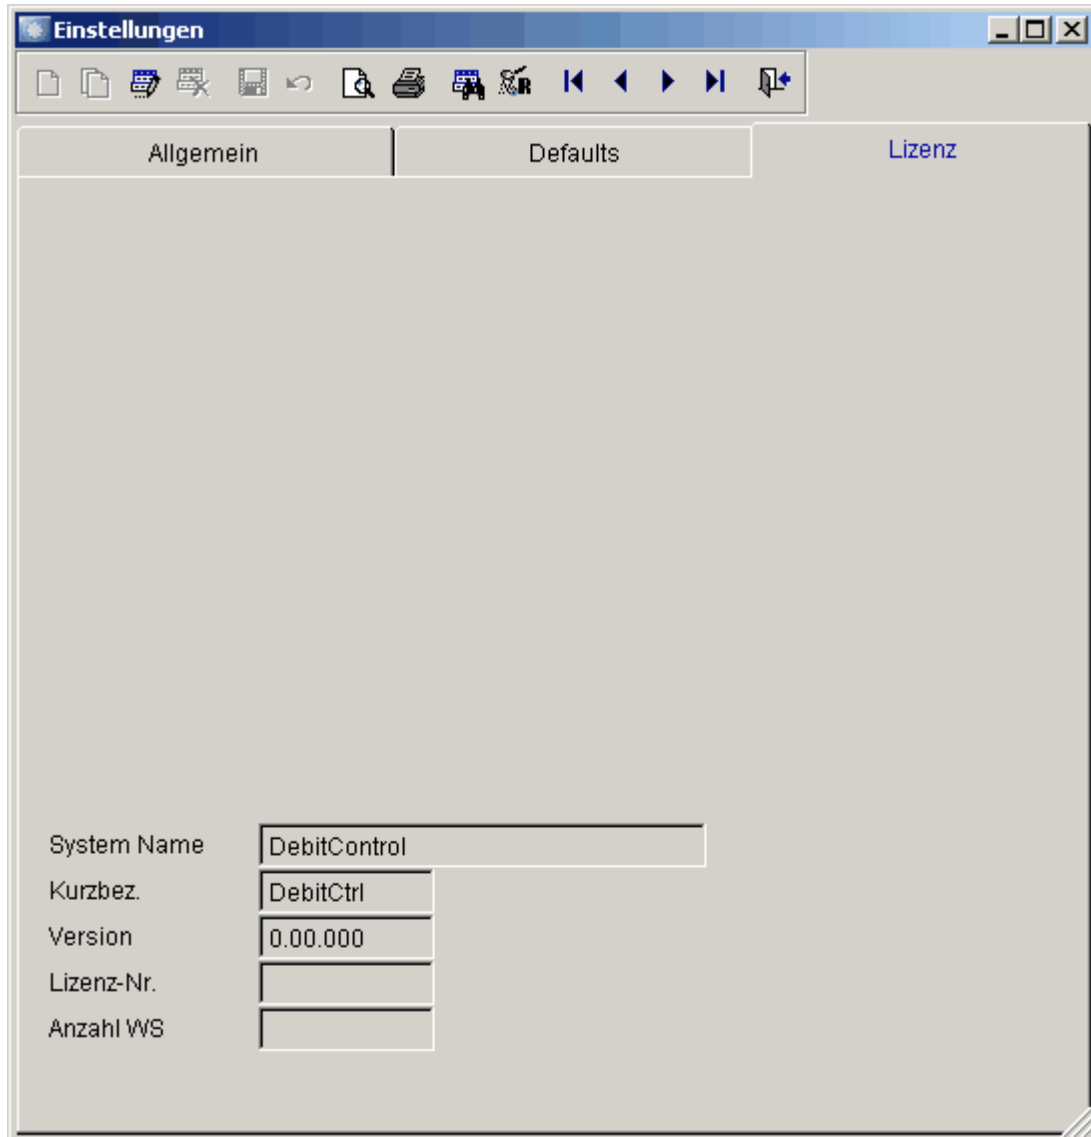 Einstellungen
Allgemein Defaults Lizenz
System Name DebitControl
Kurzbez. DebitCtrl
Version 0.00.000
Lizenz-Nr.
Anzahl WS